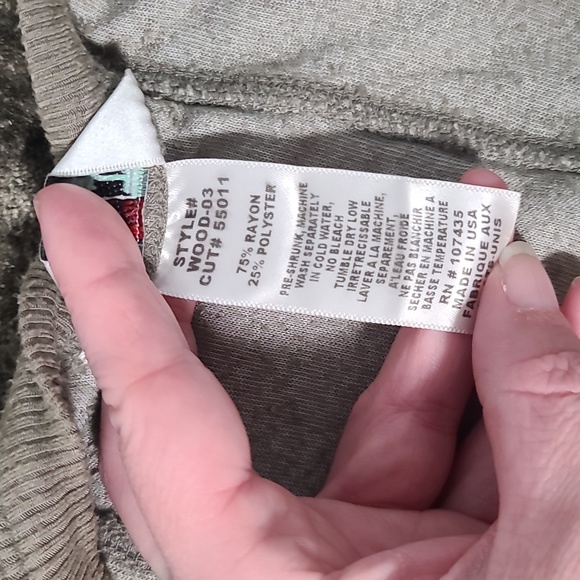 STYLE#
WOOD-03
CUT# 55011
75% RAYON
25% POLYESTER
PRE-SHRUNK, MACHINE
WASH SEPARATELY
IN COLD WATER,
NO BLEACH
TUMBLE DRY LOW
IRRETRECISSABLE
LAVER A LA MACHINE,
SEPAREMENT
A'LEAU FROIDE
NE PAS BLANCHIR
SECHER EN MACHINE A
BASSE TEMPERATURE
RN # 107435
MADE IN USA
FABRIQUE AUX
UNIS